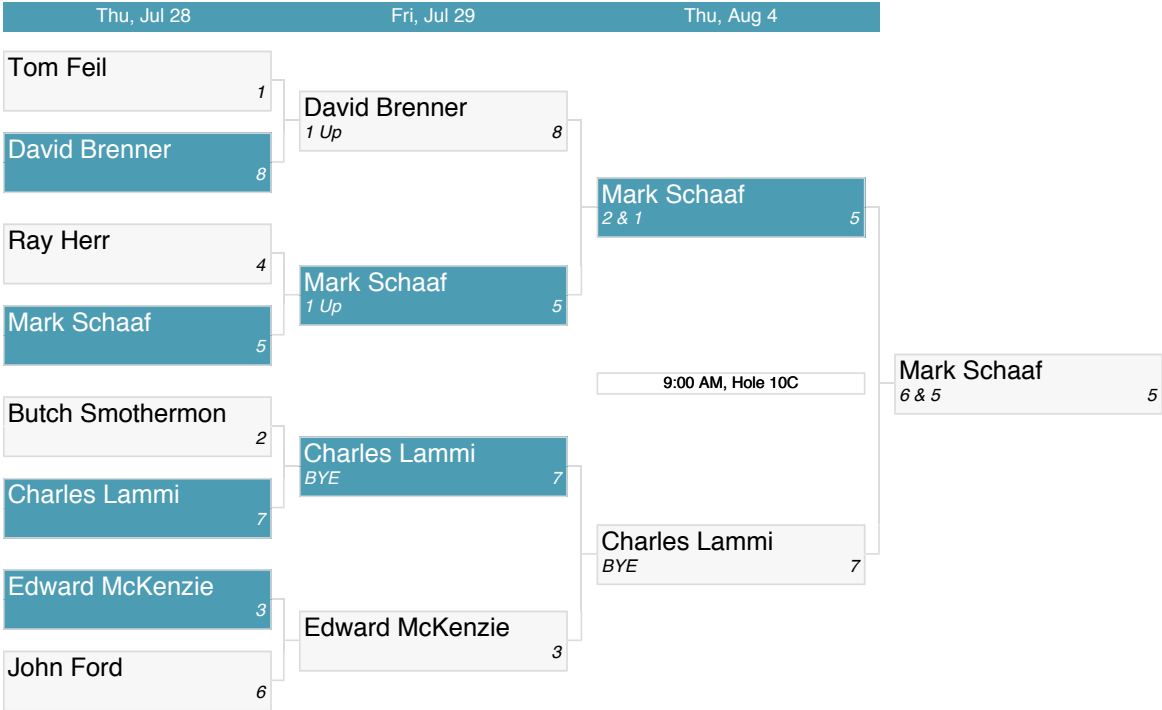 Thu, Jul 28
Fri, Jul 29
Thu, Aug 4
Tom Feil
1
David Brenner
8
Ray Herr
4
Mark Schaaf
5
Butch Smothermon
2
Charles Lammi
7
Edward McKenzie
3
John Ford
6
David Brenner
1 Up 8
Mark Schaaf
1 Up 5
Charles Lammi
BYE 7
Edward McKenzie
3
Mark Schaaf
2 & 1 5
9:00 AM, Hole 10C
Charles Lammi
BYE 7
Mark Schaaf
6 & 5 5